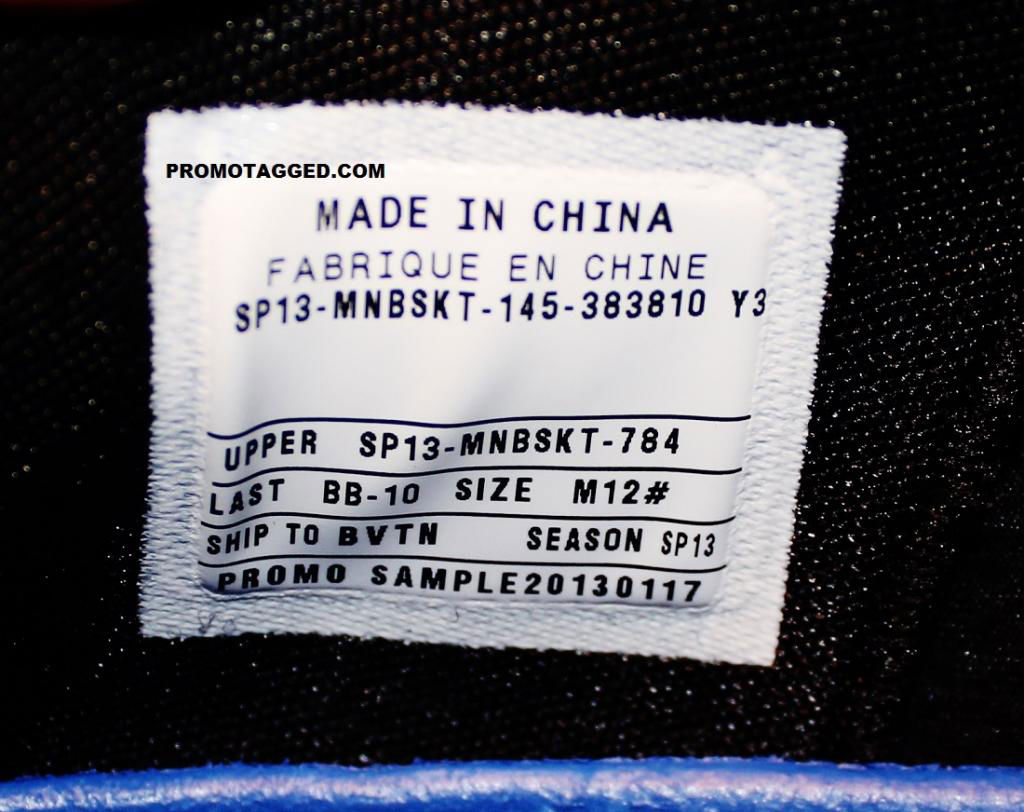 PROMOTAGGED.COM
MADE IN CHINA
FABRIQUE EN CHINE
SP13-MNBSKT-145-383810 Y3
UPPER SP13-MNBSKT-784
LAST BB-10 SIZE M12#
SHIP TO BVTN SEASON SP13
PROMO SAMPLE20130117